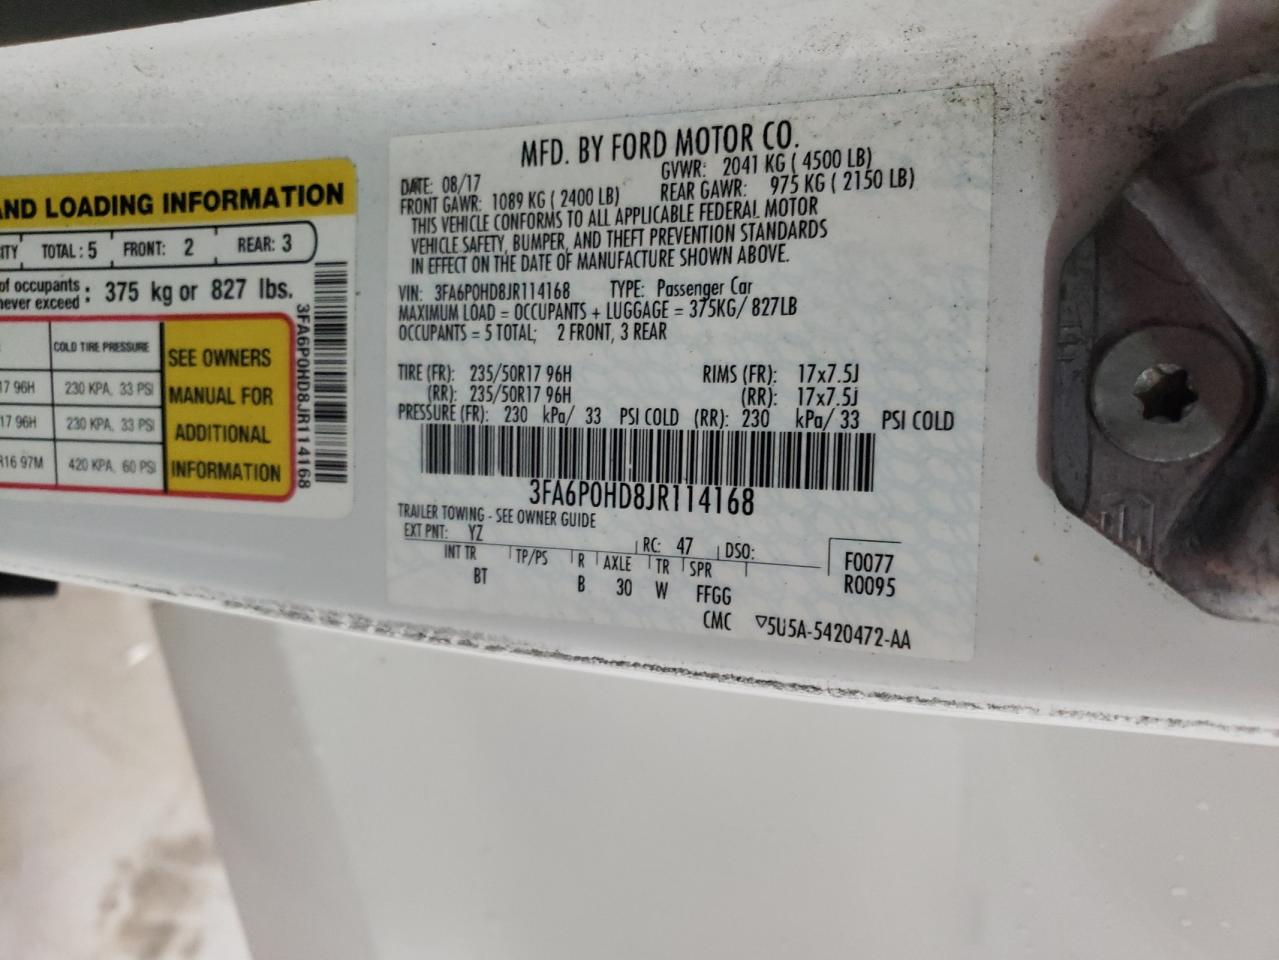 AND LOADING INFORMATION
ITY TOTAL: 5 FRONT: 2 REAR: 3
of occupants
never exceed : 375 kg or 827 lbs.
COLD TIRE PRESSURE
17 96H 230 KPA, 33 PSI
17 96H 230 KPA, 33 PSI
R16 97M 420 KPA, 60 PSI
SEE OWNERS
MANUAL FOR
ADDITIONAL
INFORMATION
3FA6P0HD8JR114168
MFD. BY FORD MOTOR CO.
DATE: 08/17 GVWR: 2041 KG ( 4500 LB)
FRONT GAWR: 1089 KG ( 2400 LB) REAR GAWR: 975 KG ( 2150 LB)
THIS VEHICLE CONFORMS TO ALL APPLICABLE FEDERAL MOTOR
VEHICLE SAFETY, BUMPER, AND THEFT PREVENTION STANDARDS
IN EFFECT ON THE DATE OF MANUFACTURE SHOWN ABOVE.
VIN: 3FA6P0HD8JR114168 TYPE: Passenger Car
MAXIMUM LOAD = OCCUPANTS + LUGGAGE = 375KG/ 827LB
OCCUPANTS = 5 TOTAL; 2 FRONT, 3 REAR
TIRE (FR): 235/50R17 96H RIMS (FR): 17x7.5J
(RR): 235/50R17 96H (RR): 17x7.5j
PRESSURE (FR): 230 kPa/ 33 PSI COLD (RR): 230 kPa/ 33 PSI COLD
3FA6P0HD8JR114168
TRAILER TOWING - SEE OWNER GUIDE
EXT PNT: YZ RC: 47 DSO:
INT TR TP/PS R AXLE TR SPR
BT B 30 W FFGG
F0077
R0095
CMC ▽5U5A-5420472-AA